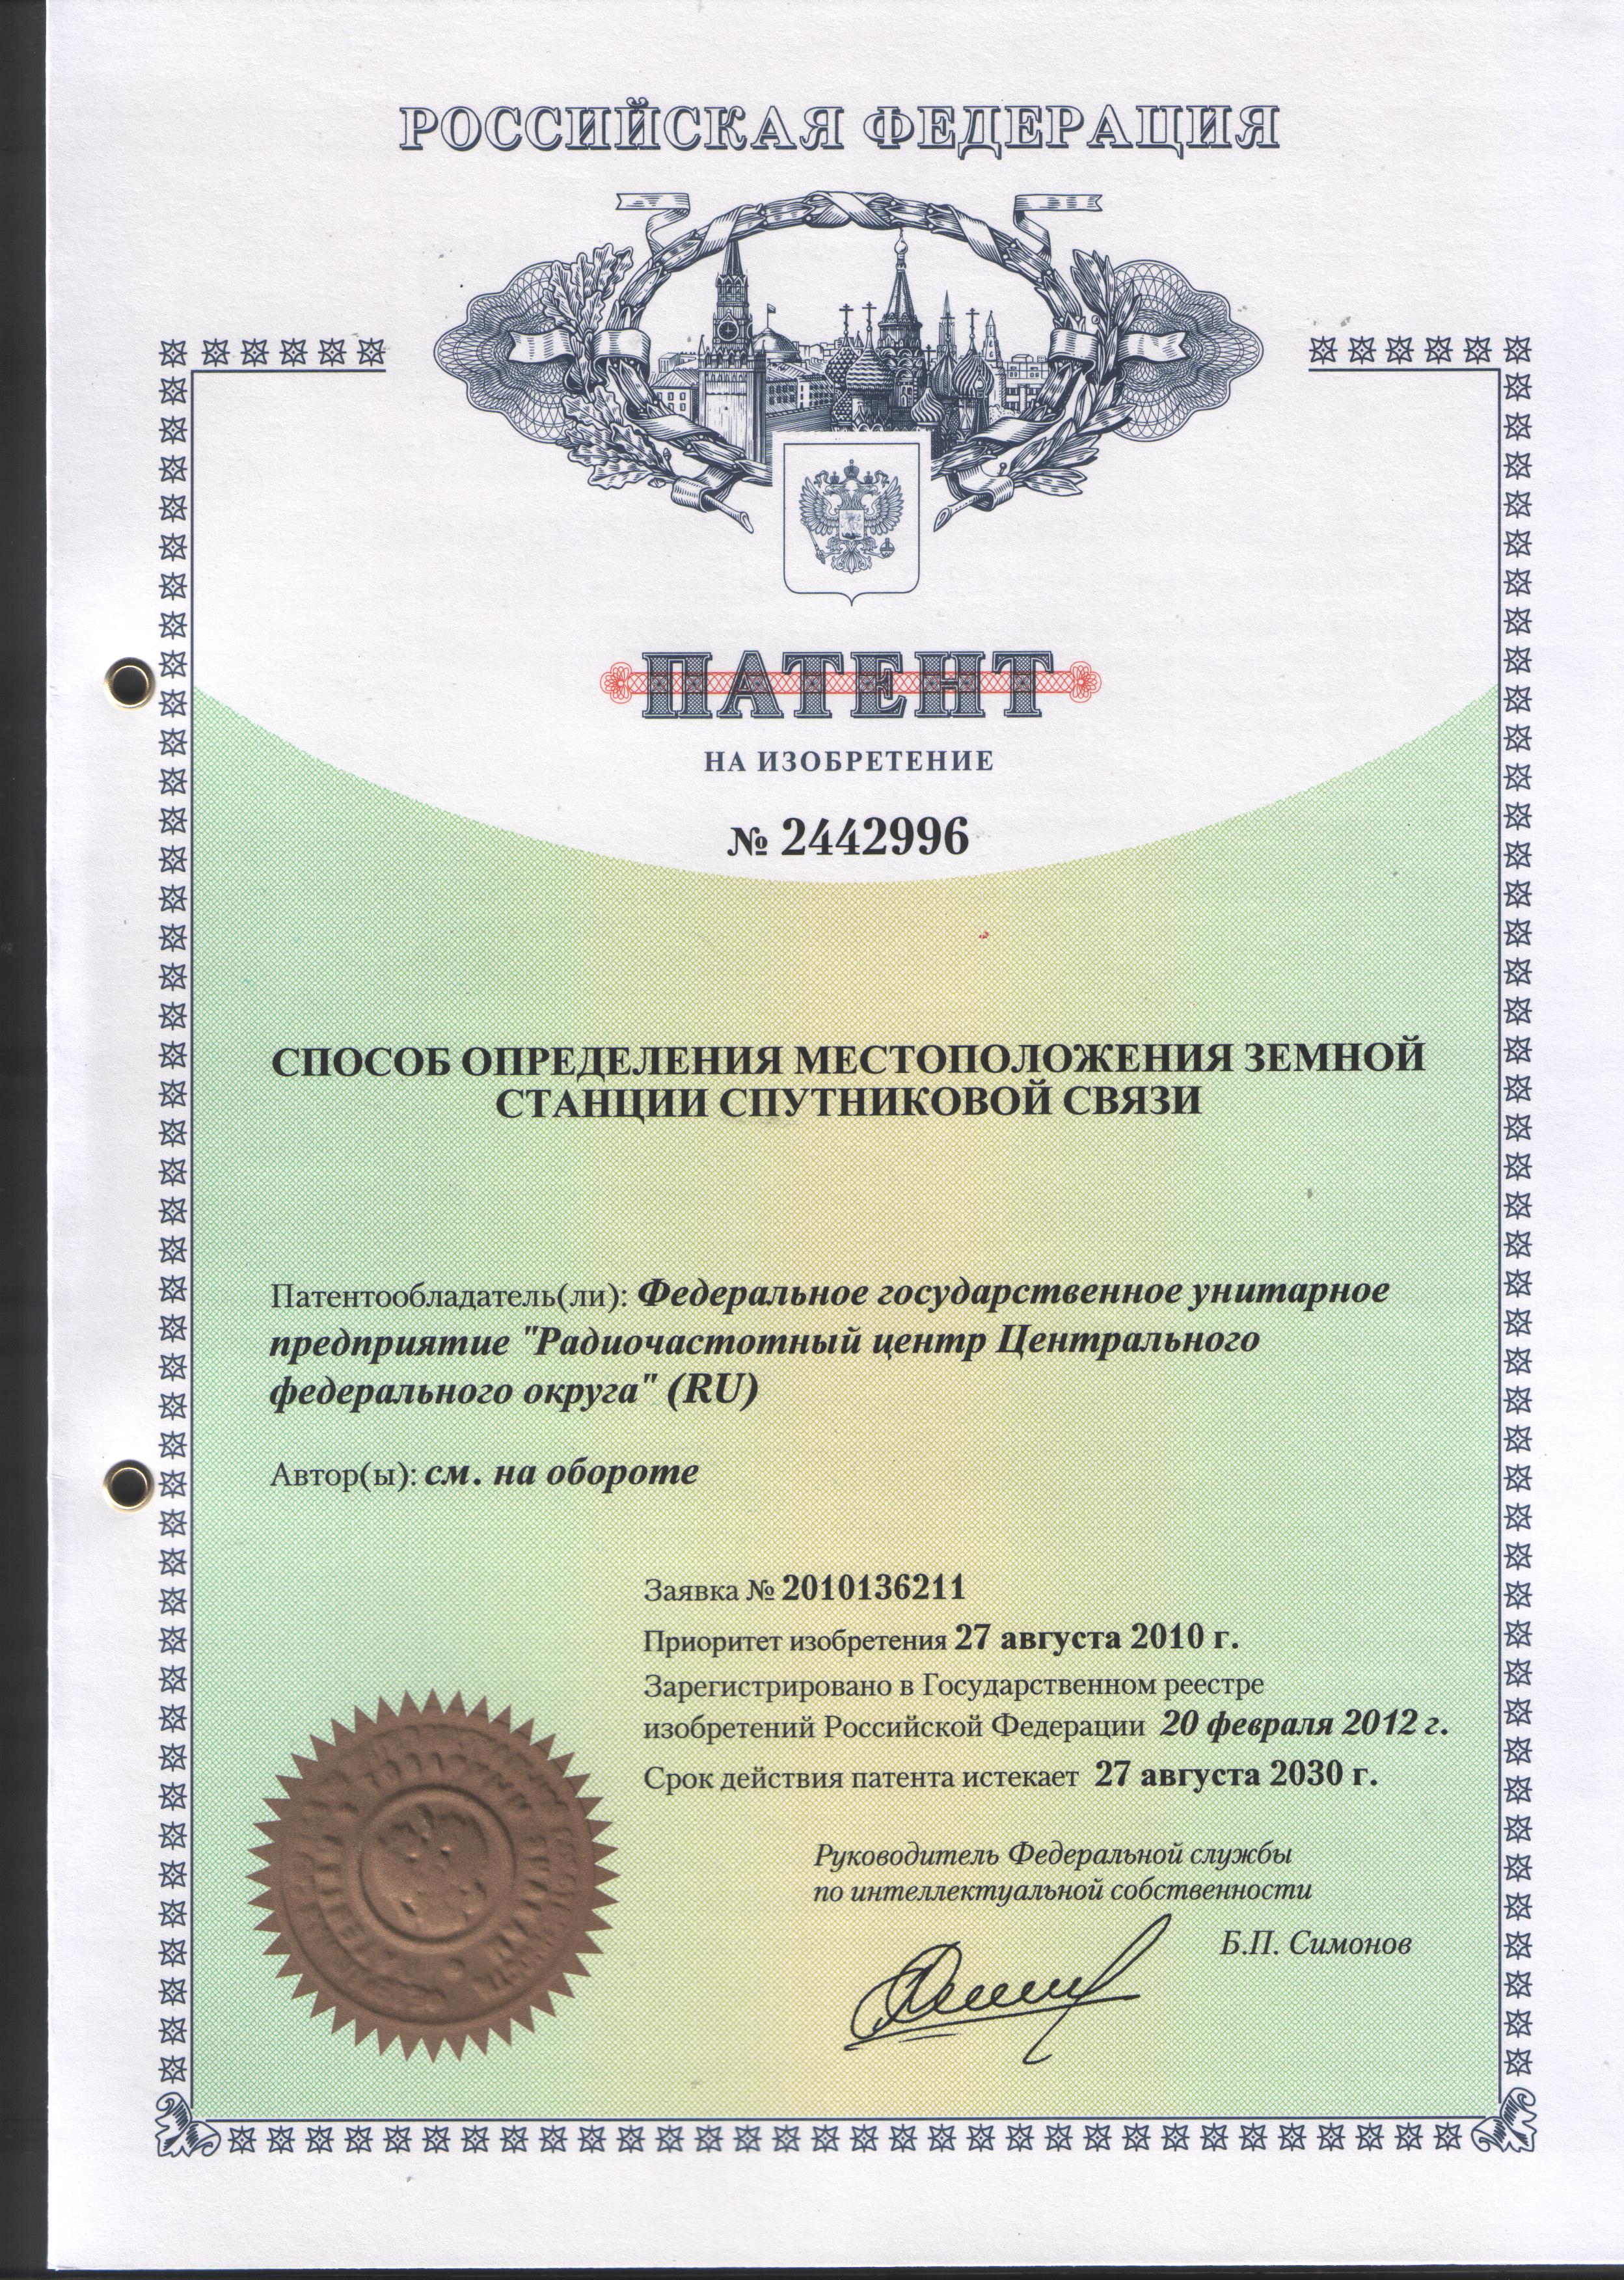 РОССИЙСКАЯ ФЕДЕРАЦИЯ
ПАТЕНТ
НА ИЗОБРЕТЕНИЕ
№ 2442996
СПОСОБ ОПРЕДЕЛЕНИЯ МЕСТОПОЛОЖЕНИЯ ЗЕМНОЙ
СТАНЦИИ СПУТНИКОВОЙ СВЯЗИ
Патентообладатель(ли): Федеральное государственное унитарное
предприятие "Радиочастотный центр Центрального
федерального округа" (RU)
Автор(ы): см. на обороте
Заявка № 2010136211
Приоритет изобретения 27 августа 2010 г.
Зарегистрировано в Государственном реестре
изобретений Российской Федерации 20 февраля 2012 г.
Срок действия патента истекает 27 августа 2030 г.
Руководитель Федеральной службы
по интеллектуальной собственности
Б.П. Симонов